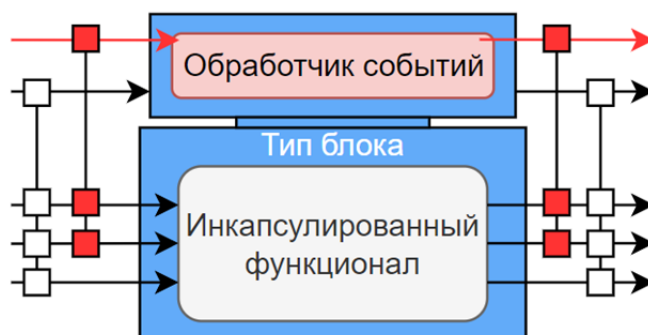 Обработчик событий
Тип блока
Инкапсулированный
функционал